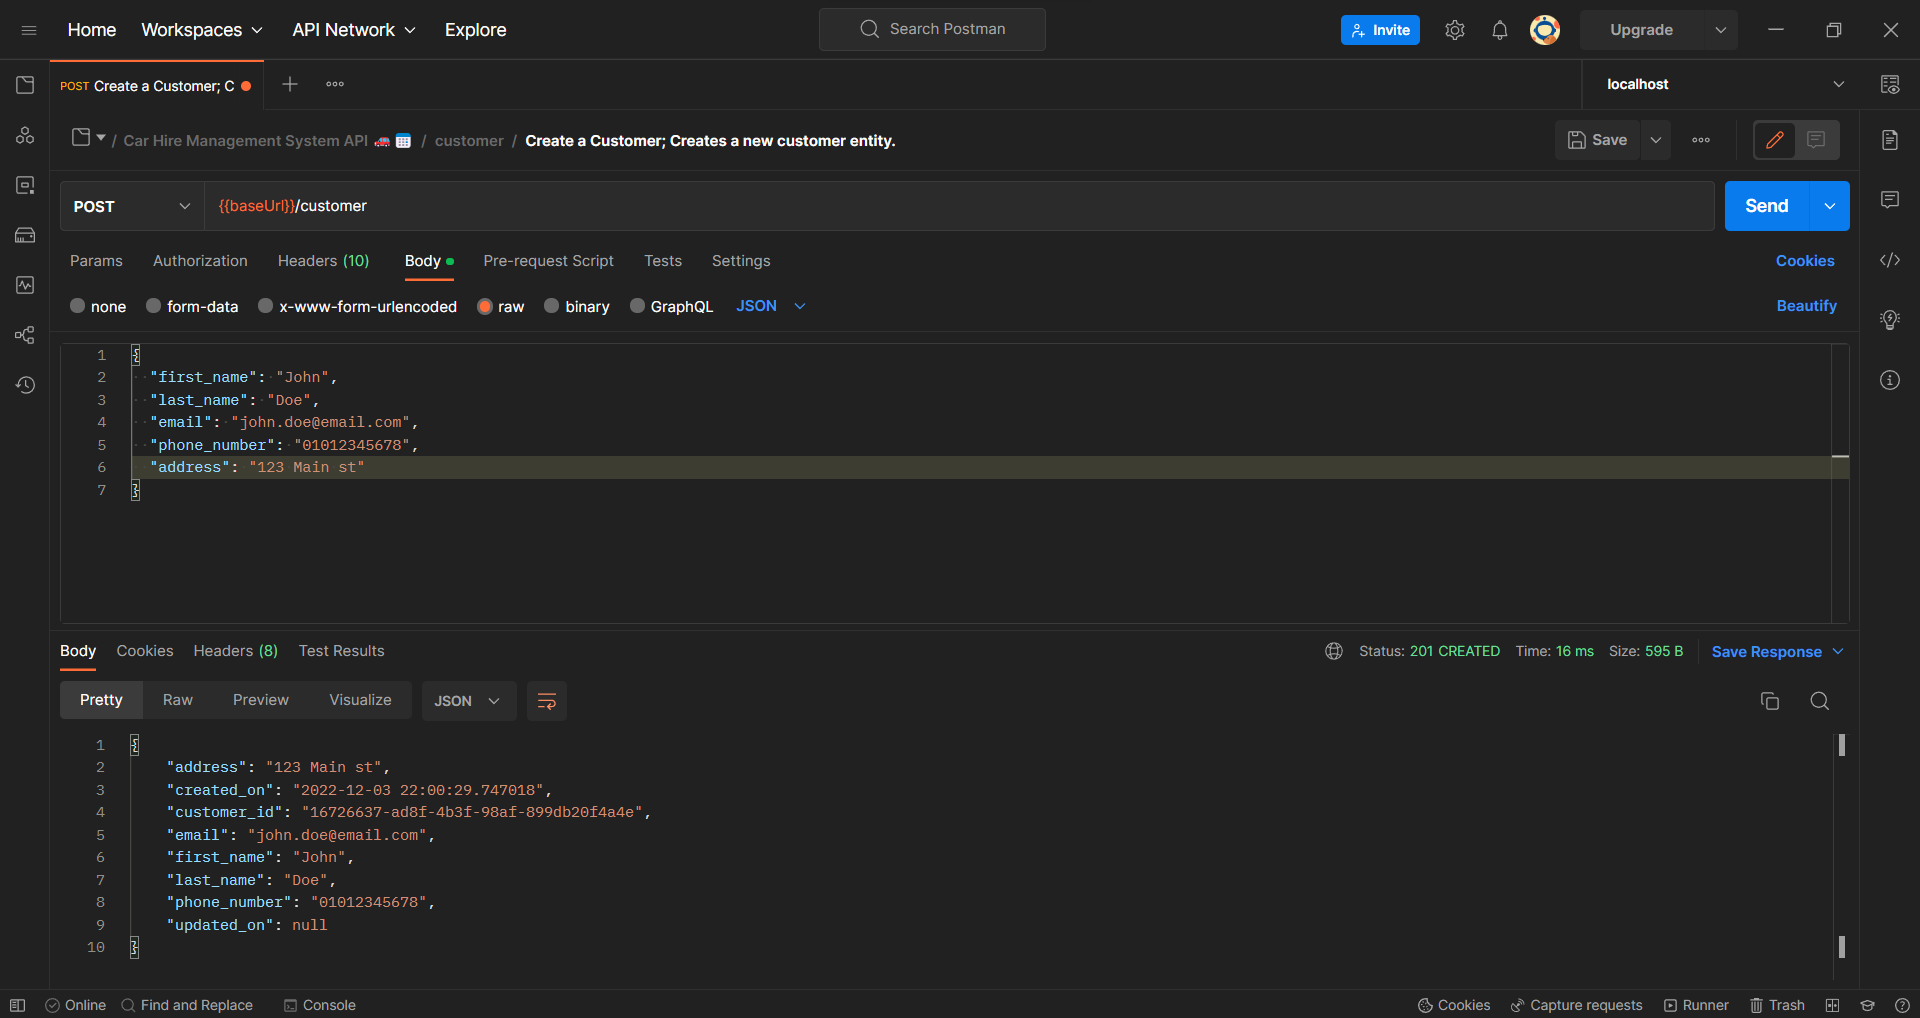 Home Workspaces API Network Explore Search Postman Invite Upgrade
POST Create a Customer; C localhost
/ Car Hire Management System API / customer / Create a Customer; Creates a new customer entity. Save
POST {{baseUrl}}/customer Send
Params Authorization Headers (10) Body Pre-request Script Tests Settings Cookies
none form-data x-www-form-urlencoded raw binary GraphQL JSON Beautify
1 {
2 "first_name": "John",
3 "last_name": "Doe",
4 "email": "john.doe@email.com",
5 "phone_number": "01012345678",
6 "address": "123 Main st"
7 }
Body Cookies Headers (8) Test Results Status: 201 CREATED Time: 16 ms Size: 595 B Save Response
Pretty Raw Preview Visualize JSON
1 {
2 "address": "123 Main st",
3 "created_on": "2022-12-03 22:00:29.747018",
4 "customer_id": "16726637-ad8f-4b3f-98af-899db20f4a4e",
5 "email": "john.doe@email.com",
6 "first_name": "John",
7 "last_name": "Doe",
8 "phone_number": "01012345678",
9 "updated_on": null
10 }
Online Find and Replace Console Cookies Capture requests Runner Trash